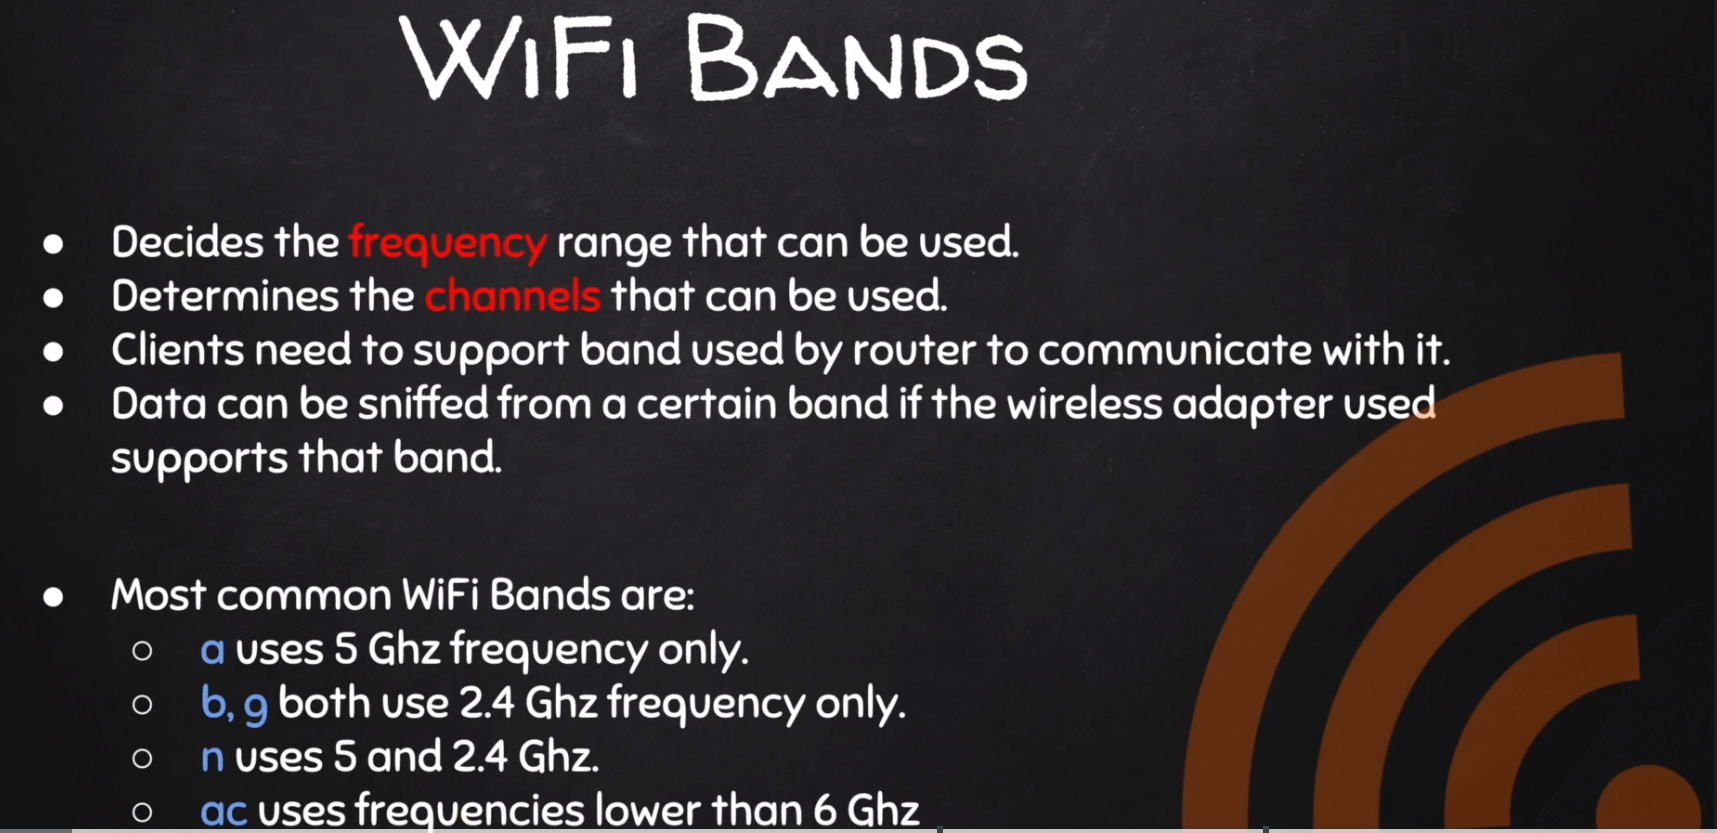 WiFi Bands
● Decides the frequency range that can be used.
● Determines the channels that can be used.
● Clients need to support band used by router to communicate with it.
● Data can be sniffed from a certain band if the wireless adapter used
supports that band.
● Most common WiFi Bands are:
○ a uses 5 Ghz frequency only.
○ b, g both use 2.4 Ghz frequency only.
○ n uses 5 and 2.4 Ghz.
○ ac uses frequencies lower than 6 Ghz